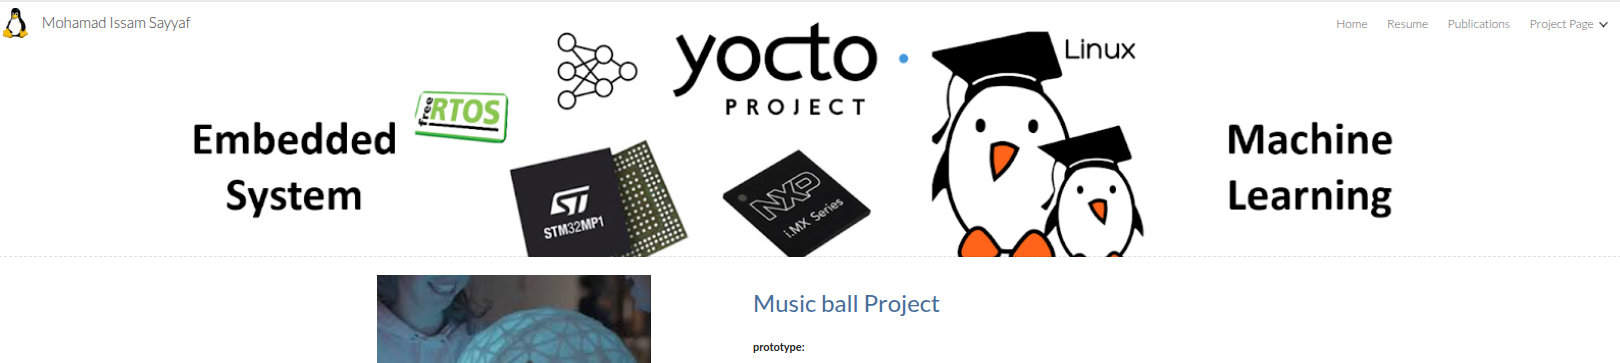 Mohamad Issam Sayyaf
Home Resume Publications Project Page
yocto
PROJECT
Linux
free RTOS
Embedded
System
ST
STM32MP1
NXP
i.MX Series
Machine
Learning
Music ball Project
prototype: